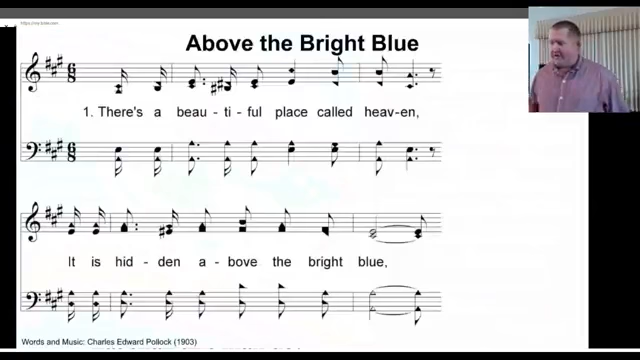 Above the Bright Blue
1. There's a beau - ti - ful place called heav-en,
It is hid - den a - bove the bright blue,
Words and Music: Charles Edward Pollock (1903)